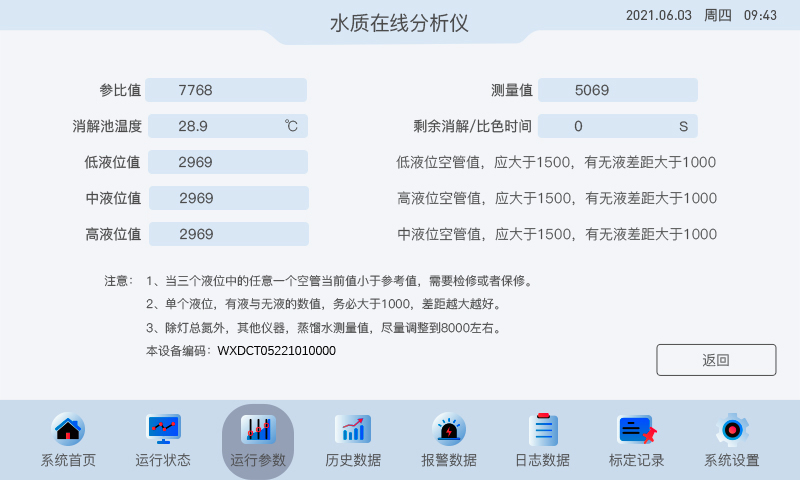 水质在线分析仪
2021.06.03 周四 09:43
参比值 7768 测量值 5069
消解池温度 28.9 ℃ 剩余消解/比色时间 0 S
低液位值 2969 低液位空管值，应大于1500，有无液差距大于1000
中液位值 2969 高液位空管值，应大于1500，有无液差距大于1000
高液位值 2969 中液位空管值，应大于1500，有无液差距大于1000
注意： 1、当三个液位中的任意一个空管当前值小于参考值，需要检修或者保修。
2、单个液位，有液与无液的数值，务必大于1000，差距越大越好。
3、除灯总氮外，其他仪器，蒸馏水测量值，尽量调整到8000左右。
本设备编码：WXDCT05221010000
返回
系统首页 运行状态 运行参数 历史数据 报警数据 日志数据 标定记录 系统设置